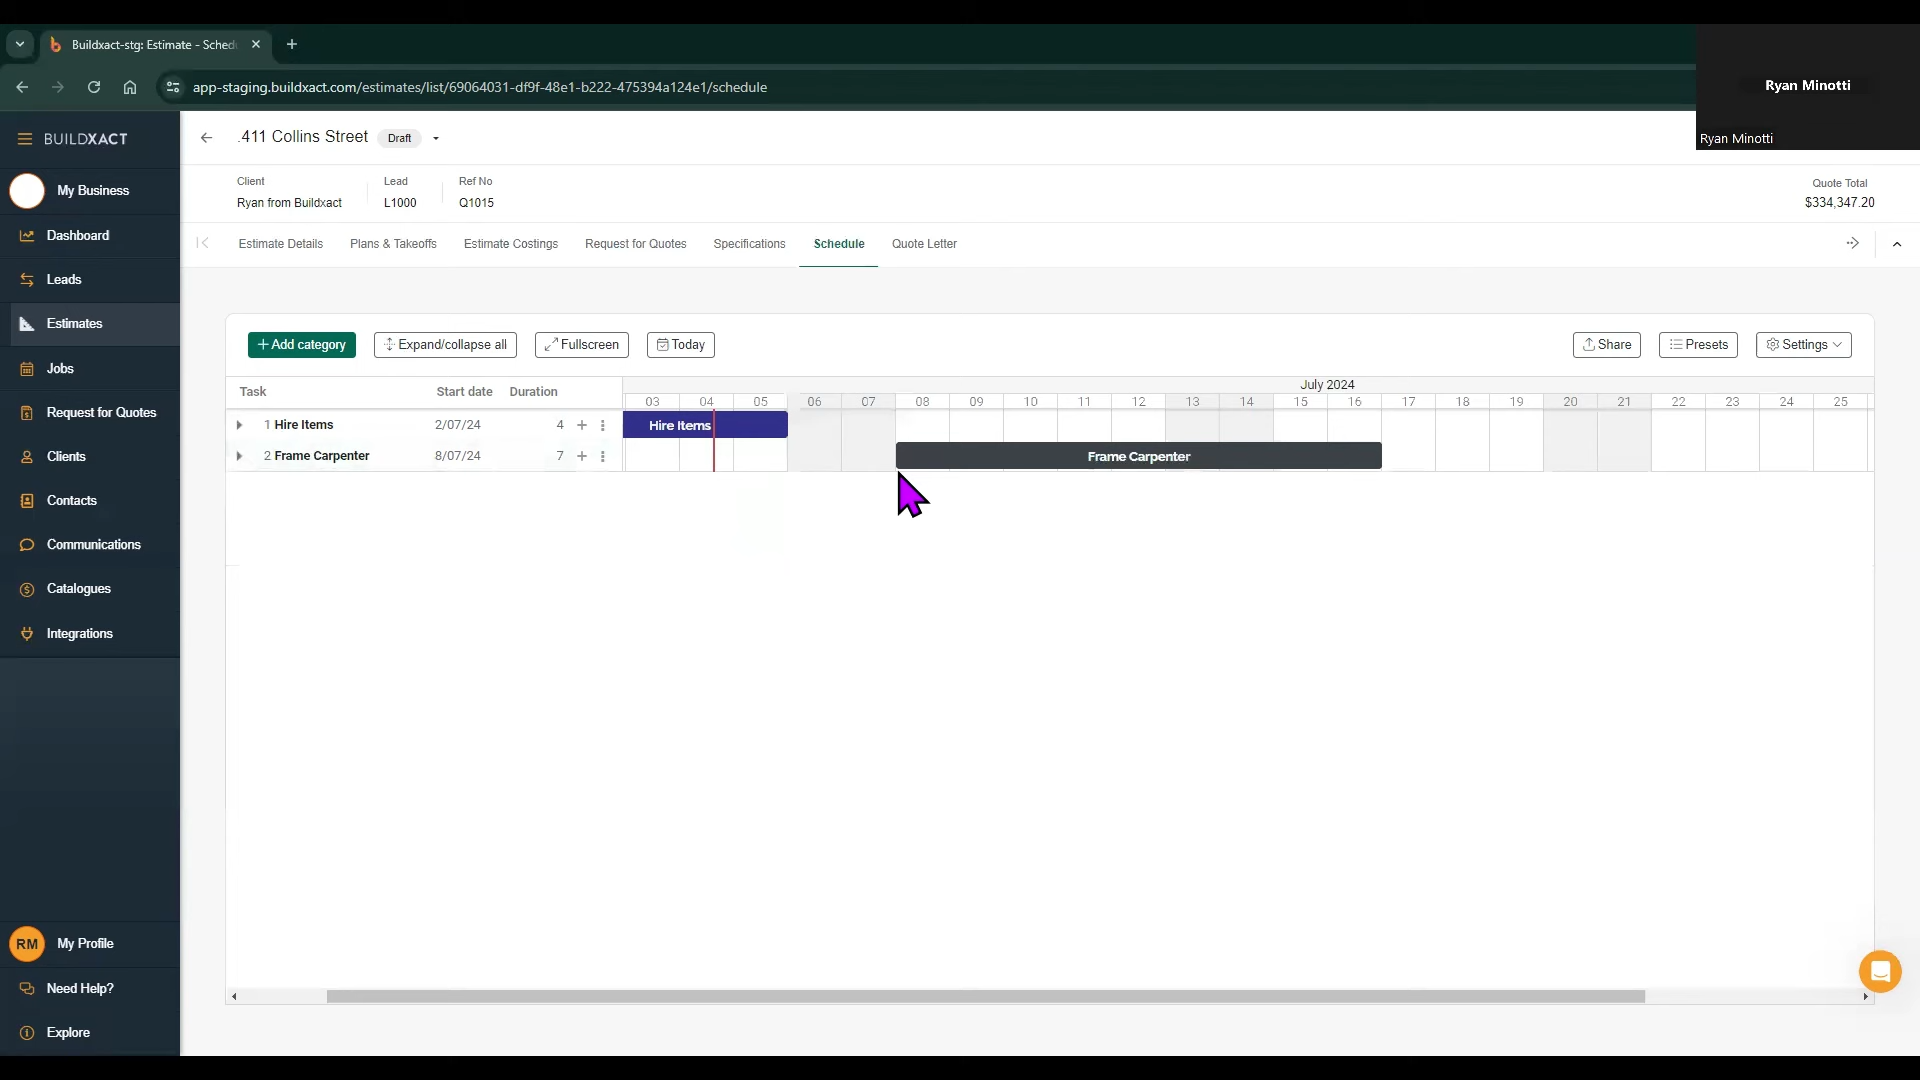 Buildxact-stg: Estimate - Sched
app-staging.buildxact.com/estimates/list/69064031-df9f-48e1-b222-475394a124e1/schedule
Ryan Minotti
Ryan Minotti
BUILDXACT
.411 Collins Street
Draft
My Business
Client
Lead
Ref No
Quote Total
Ryan from Buildxact
L1000
Q1015
$334,347.20
Dashboard
Estimate Details
Plans & Takeoffs
Estimate Costings
Request for Quotes
Specifications
Schedule
Quote Letter
Leads
Estimates
Add category
Expand/collapse all
Fullscreen
Today
Share
Presets
Settings
Jobs
Task
Start date
Duration
July 2024
03 04 05 06 07 08 09 10 11 12 13 14 15 16 17 18 19 20 21 22 23 24 25
Request for Quotes
1 Hire Items 2/07/24 4
Hire Items
Clients
2 Frame Carpenter 8/07/24 7
Frame Carpenter
Contacts
Communications
Catalogues
Integrations
RM
My Profile
Need Help?
Explore